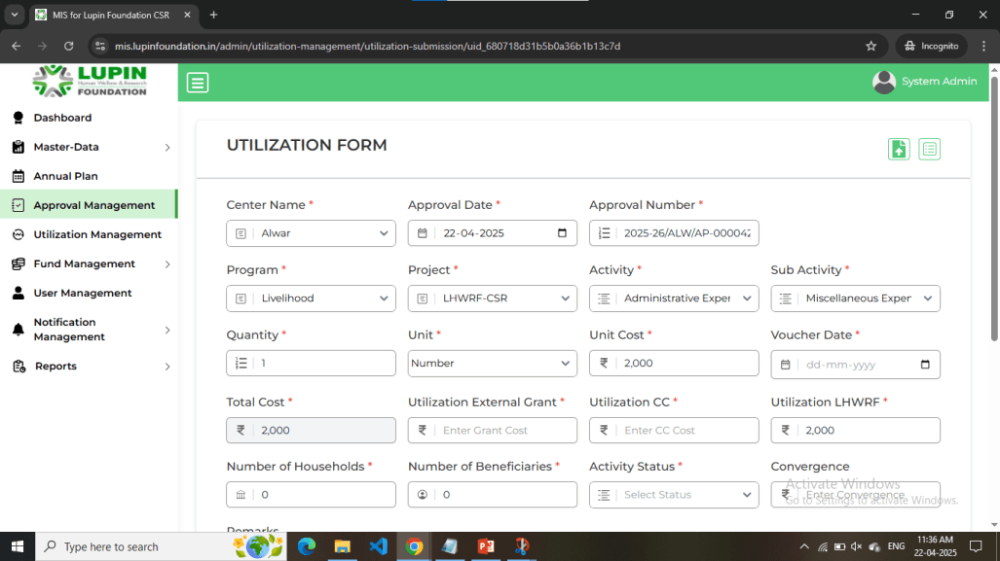 MIS for Lupin Foundation CSR
mis.lupinfoundation.in/admin/utilization-management/utilization-submission/uid_680718d31b5b0a36b1b13c7d
Incognito
LUPIN
Human Welfare & Research
FOUNDATION
System Admin
Dashboard
Master-Data
Annual Plan
Approval Management
Utilization Management
Fund Management
User Management
Notification
Management
Reports
UTILIZATION FORM
Center Name * Approval Date * Approval Number *
Alwar 22-04-2025 2025-26/ALW/AP-000042
Program * Project * Activity * Sub Activity *
Livelihood LHWRF-CSR Administrative Exper Miscellaneous Exper
Quantity * Unit * Unit Cost * Voucher Date *
1 Number ₹ 2,000 dd-mm-yyyy
Total Cost * Utilization External Grant * Utilization CC * Utilization LHWRF *
₹ 2,000 ₹ Enter Grant Cost ₹ Enter CC Cost ₹ 2,000
Number of Households * Number of Beneficiaries * Activity Status * Convergence
0 0 Select Status ₹ Enter Convergence
Activate Windows
Go to Settings to activate Windows.
Remarks
Type here to search
ENG
11:36 AM
22-04-2025